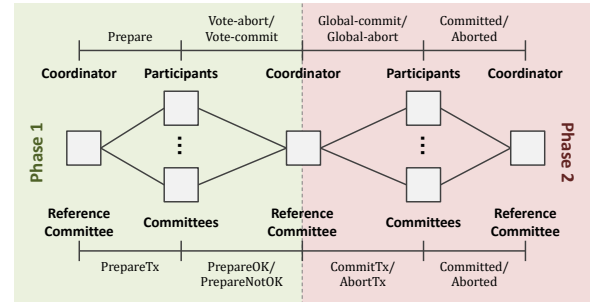 Vote-abort/ Global-commit/ Committed/
Prepare Vote-commit Global-abort Aborted
Coordinator Participants Coordinator Participants Coordinator
Phase 1
Phase 2
Reference Committees Reference Committees Reference
Committee Committee Committee
PrepareTx PrepareOK/ CommitTx/ Committed/
PrepareNotOK AbortTx Aborted